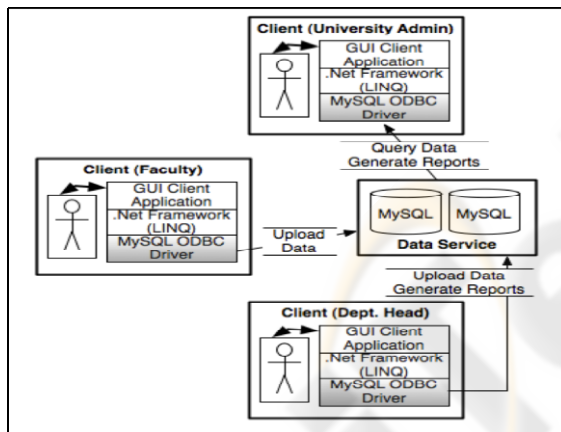 Client (University Admin)
GUI Client
Application
.Net Framework
(LINQ)
MySQL ODBC
Driver
Query Data
Generate Reports
Client (Faculty)
GUI Client
Application
.Net Framework
(LINQ)
MySQL ODBC
Driver
Upload
Data
MySQL
MySQL
Data Service
Upload Data
Generate Reports
Client (Dept. Head)
GUI Client
Application
.Net Framework
(LINQ)
MySQL ODBC
Driver